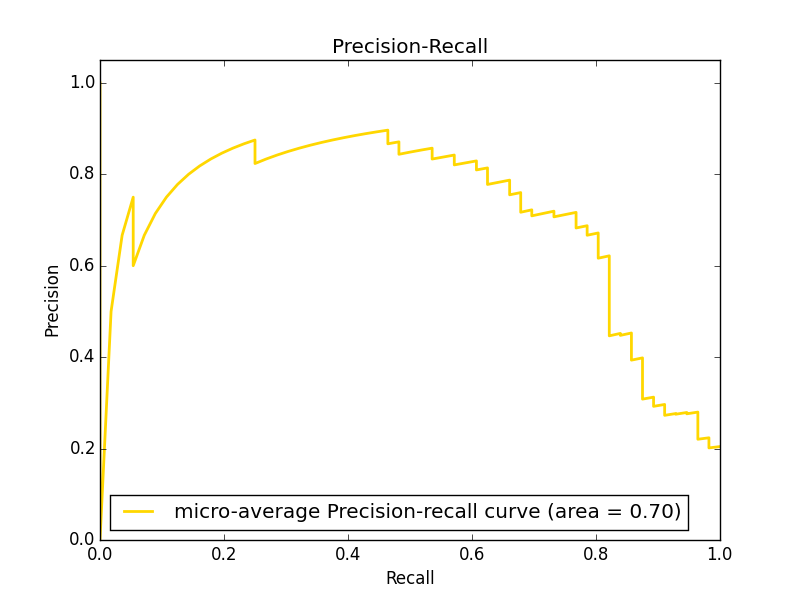 Precision-Recall
Precision
1.0
0.8
0.6
0.4
0.2
0.0
micro-average Precision-recall curve (area = 0.70)
0.0 0.2 0.4 0.6 0.8 1.0
Recall